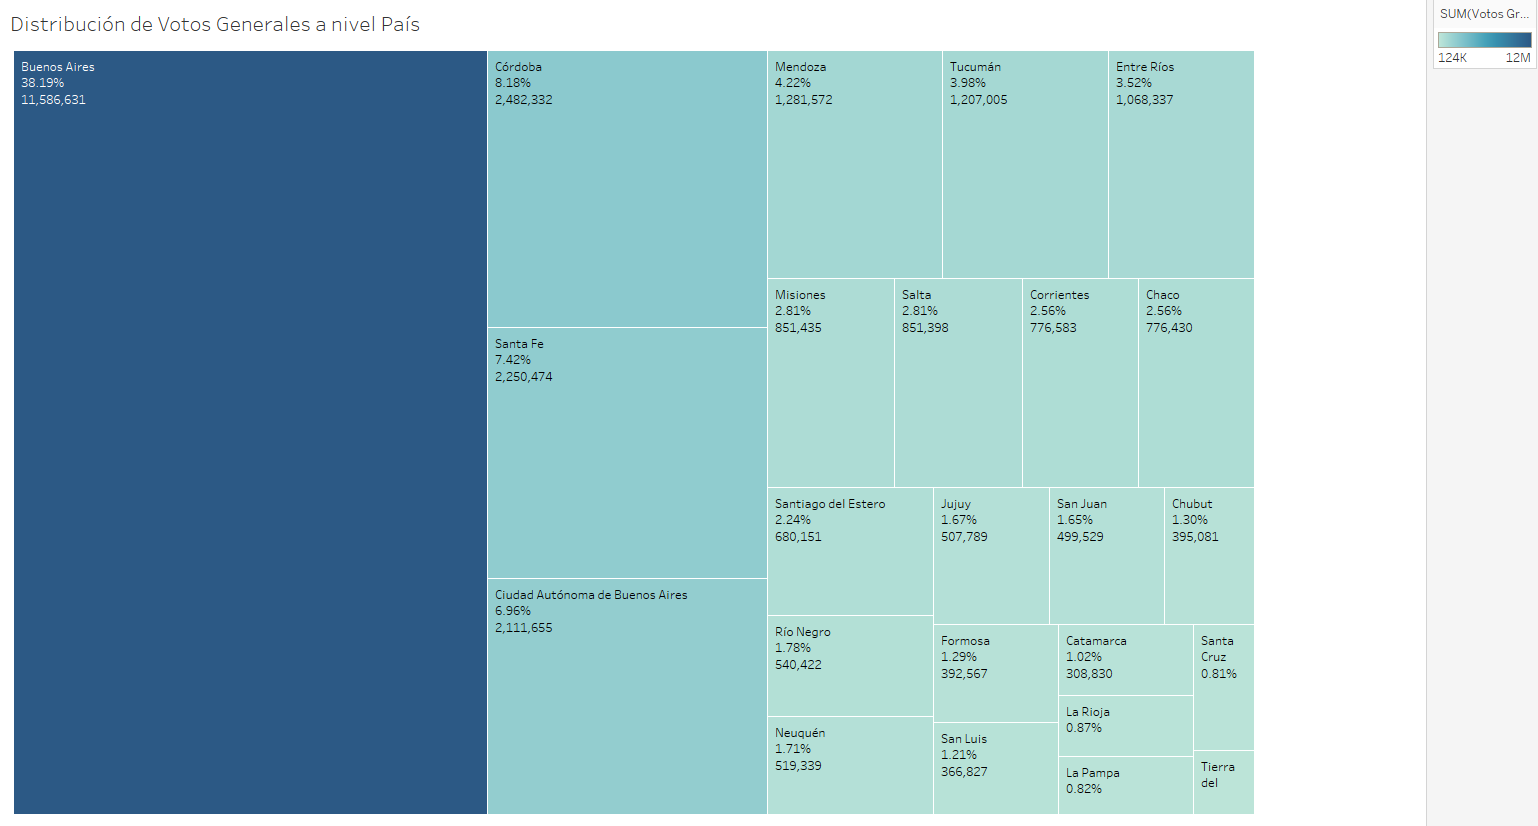 Distribución de Votos Generales a nivel País
SUM(Votos Gr...
124K 12M
Buenos Aires
38.19%
11,586,631
Córdoba
8.18%
2,482,332
Santa Fe
7.42%
2,250,474
Ciudad Autónoma de Buenos Aires
6.96%
2,111,655
Mendoza
4.22%
1,281,572
Tucumán
3.98%
1,207,005
Entre Ríos
3.52%
1,068,337
Misiones
2.81%
851,435
Salta
2.81%
851,398
Corrientes
2.56%
776,583
Chaco
2.56%
776,430
Santiago del Estero
2.24%
680,151
Río Negro
1.78%
540,422
Neuquén
1.71%
519,339
Jujuy
1.67%
507,789
San Juan
1.65%
499,529
Chubut
1.30%
395,081
Formosa
1.29%
392,567
San Luis
1.21%
366,827
Catamarca
1.02%
308,830
La Rioja
0.87%
La Pampa
0.82%
Santa
Cruz
0.81%
Tierra
del